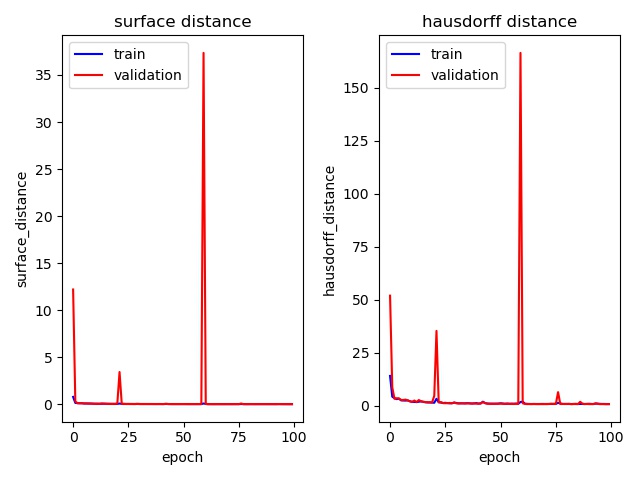 surface distance
train
validation
35
30
25
20
15
10
5
0
surface_distance
0 25 50 75 100
epoch
hausdorff distance
train
validation
150
125
100
75
50
25
0
hausdorff_distance
0 25 50 75 100
epoch